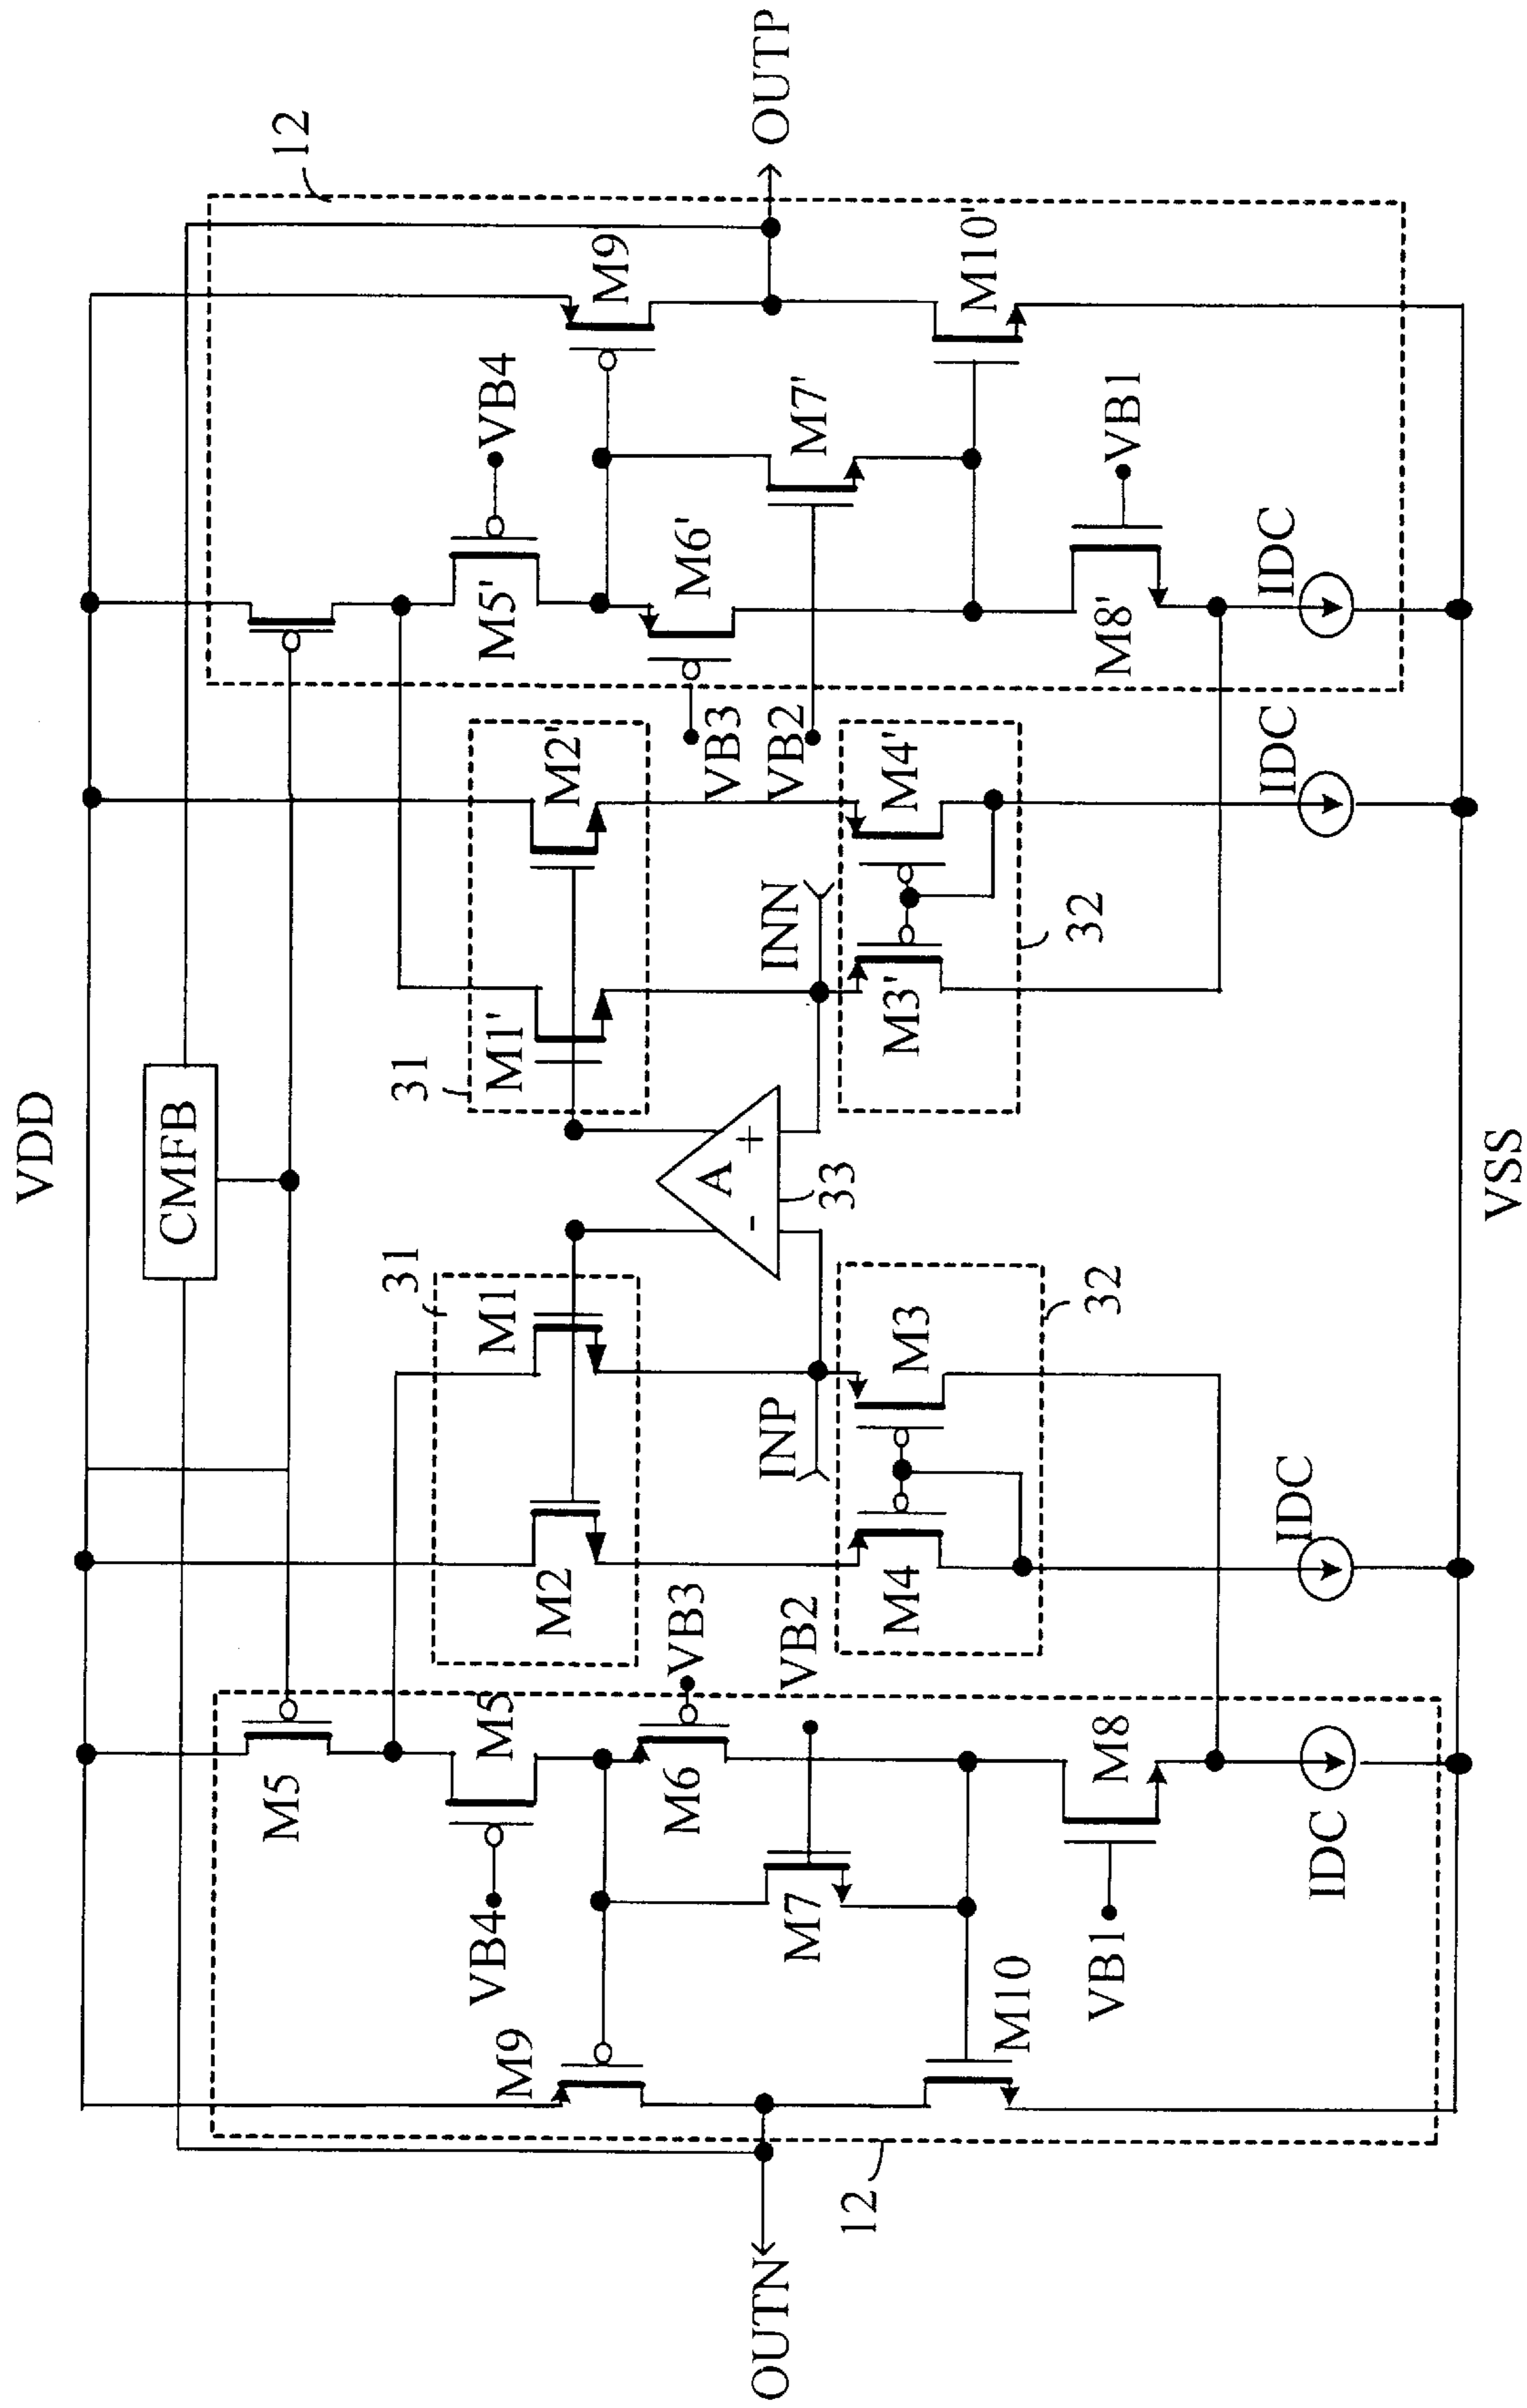 VDD
CMFB
12
M5
31
31
M9
VB4
M5
M1
M1'
M5'
VB4
M2
M2'
M9
M6
VB3
A
- +
M6'
VB3
OUTN
INP
INN
VB2
OUTP
M7
VB2
33
M7'
12
M4
M3
M3'
M4'
M10
M10'
32
32
VB1
M8
M8'
VB1
IDC
IDC
IDC
IDC
VSS